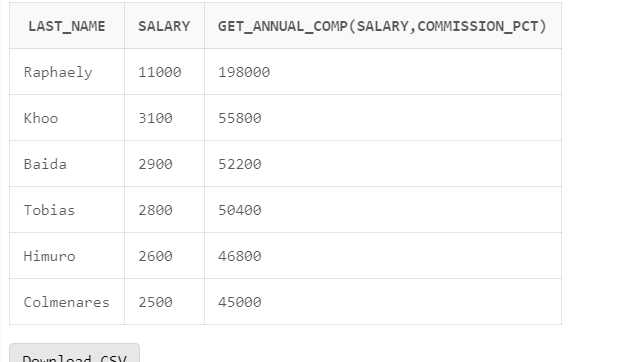 LAST_NAME SALARY GET_ANNUAL_COMP(SALARY,COMMISSION_PCT)
Raphaely 11000 198000
Khoo 3100 55800
Baida 2900 52200
Tobias 2800 50400
Himuro 2600 46800
Colmenares 2500 45000
Download CSV